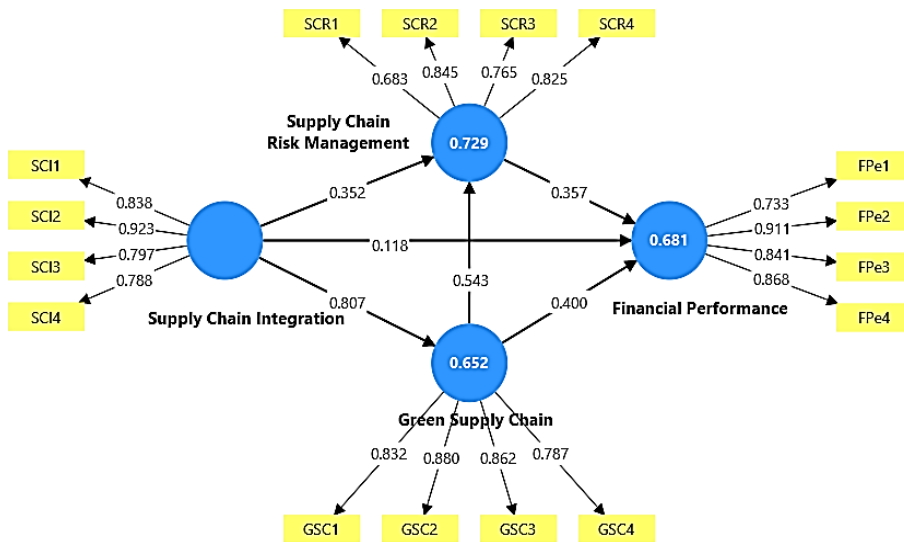 SCR1 SCR2 SCR3 SCR4
0.683 0.845 0.765 0.825
Supply Chain
Risk Management
0.729
SCI1
SCI2
SCI3
SCI4
0.838
0.923
0.797
0.788
Supply Chain Integration
0.352
0.357
0.118
0.807
0.543
0.400
FPe1
FPe2
FPe3
FPe4
0.733
0.911
0.841
0.868
0.681
Financial Performance
0.652
Green Supply Chain
0.832 0.880 0.862 0.787
GSC1 GSC2 GSC3 GSC4